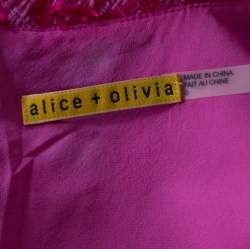 alice + olivia
MADE IN CHINA
FAIT AU CHINE